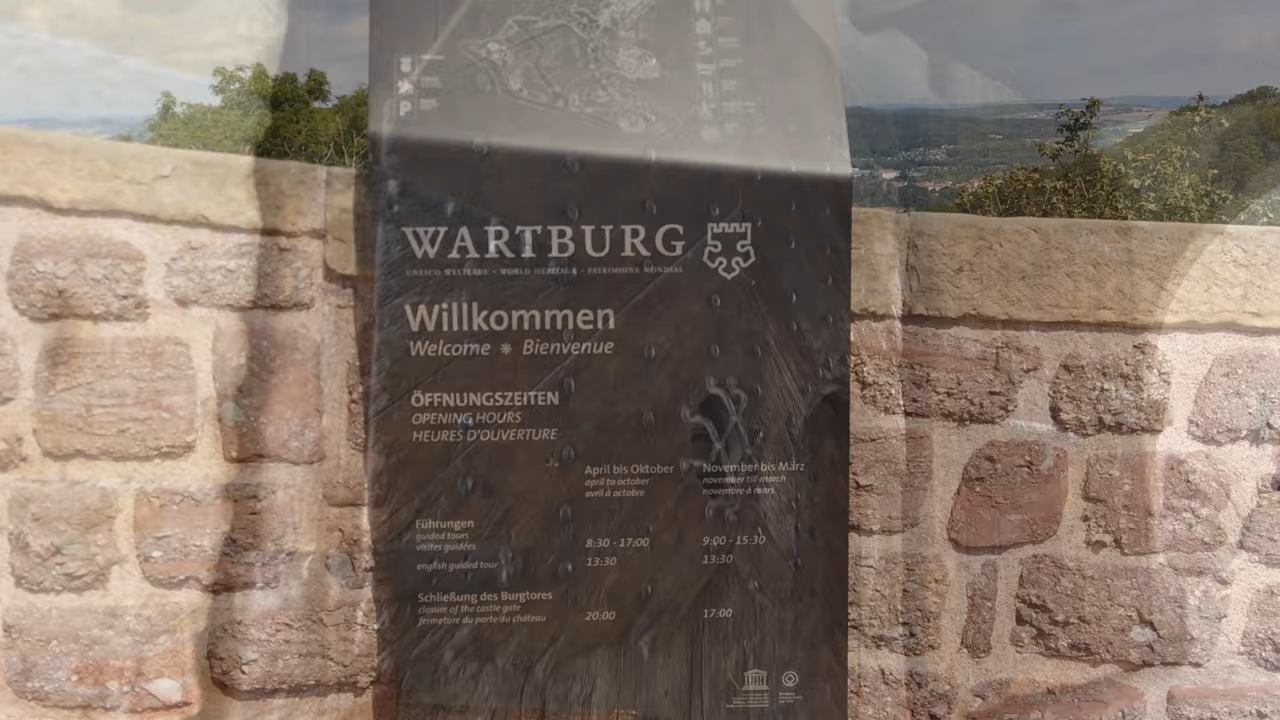 P
WARTBURG
UNESCO WELTERBE • WORLD HERITAGE • PATRIMOINE MONDIAL
Willkommen
Welcome ❋ Bienvenue
ÖFFNUNGSZEITEN
OPENING HOURS
HEURES D'OUVERTURE
April bis Oktober November bis März
april to october november till march
avril à octobre novembre à mars
Führungen
guided tours 8:30 - 17:00 9:00 - 15:30
visites guidées
english guided tour 13:30 13:30
Schließung des Burgtores
closure of the castle gate 20:00 17:00
fermeture du porte du château